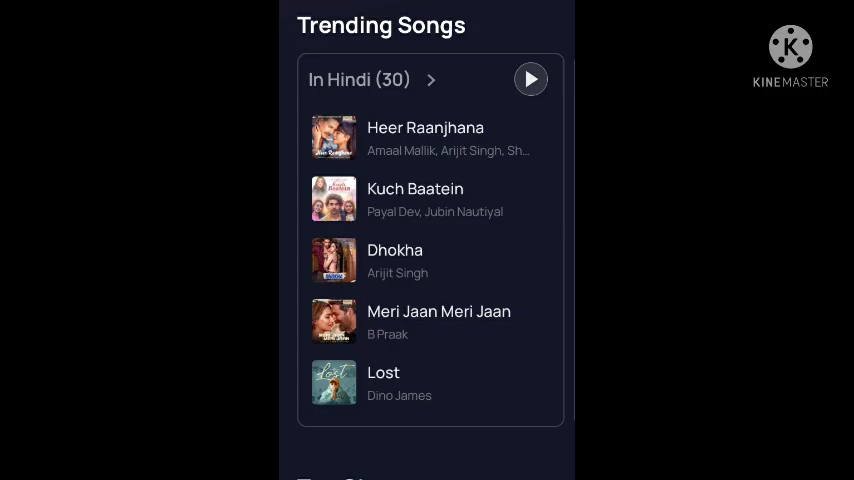 Trending Songs
In Hindi (30)
Heer Raanjhana
Amaal Mallik, Arijit Singh, Sh...
Kuch Baatein
Payal Dev, Jubin Nautiyal
Dhokha
Arijit Singh
Meri Jaan Meri Jaan
B Praak
Lost
Lost
Dino James
K
KINEMASTER